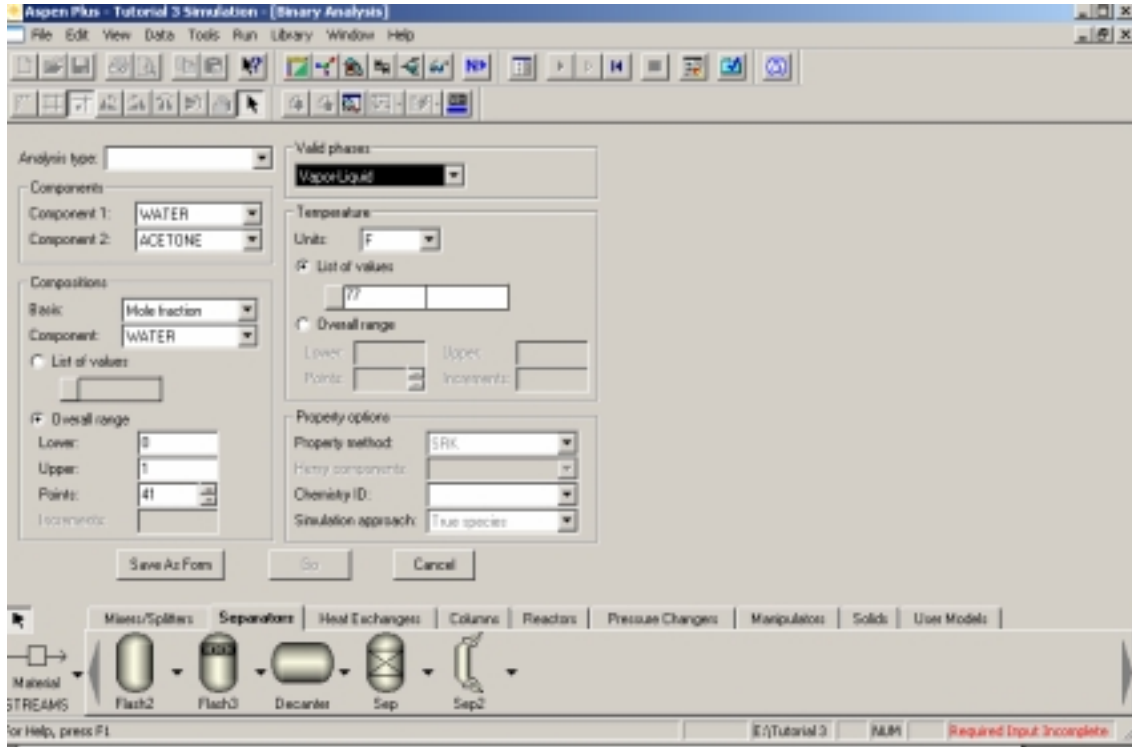 Aspen Plus - Tutorial 3 Simulation - [Binary Analysis]
File Edit View Data Tools Run Library Window Help
N>
Analysis type:
Components
Component 1: WATER
Component 2: ACETONE
Compositions
Basis: Mole fraction
Component: WATER
List of values
Overall range
Lower: 0
Upper: 1
Points: 41
Increments:
Valid phases
Vapor-Liquid
Temperature
Units: F
List of values
77
Overall range
Lower: Upper:
Points: Increments:
Property options
Property method: SRK
Henry components:
Chemistry ID:
Simulation approach: True species
Save As Form Go Cancel
Mixers/Splitters Separators Heat Exchangers Columns Reactors Pressure Changers Manipulators Solids User Models
Material
STREAMS
Flash2 Flash3 Decanter Sep Sep2
For Help, press F1 E:\Tutorial 3 NUM Required Input Incomplete